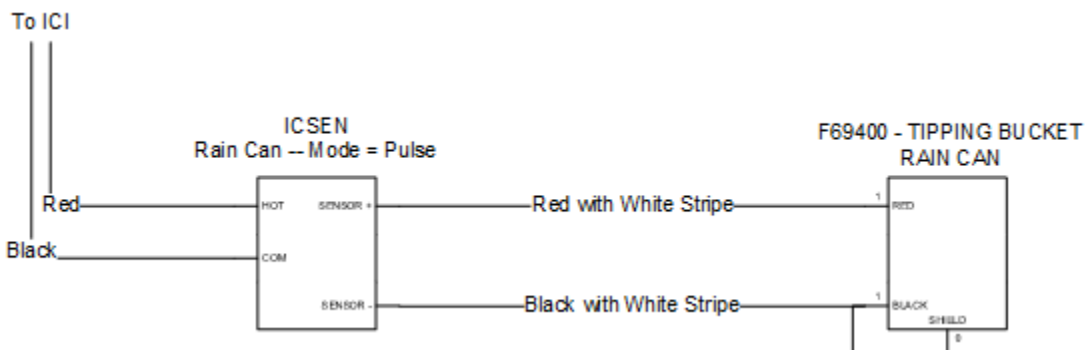 To ICI
ICSEN
Rain Can -- Mode = Pulse
F69400 - TIPPING BUCKET
RAIN CAN
Red
HOT
SENSOR +
Red with White Stripe
1
RED
Black
COM
SENSOR -
Black with White Stripe
1
BLACK
SHIELD
0